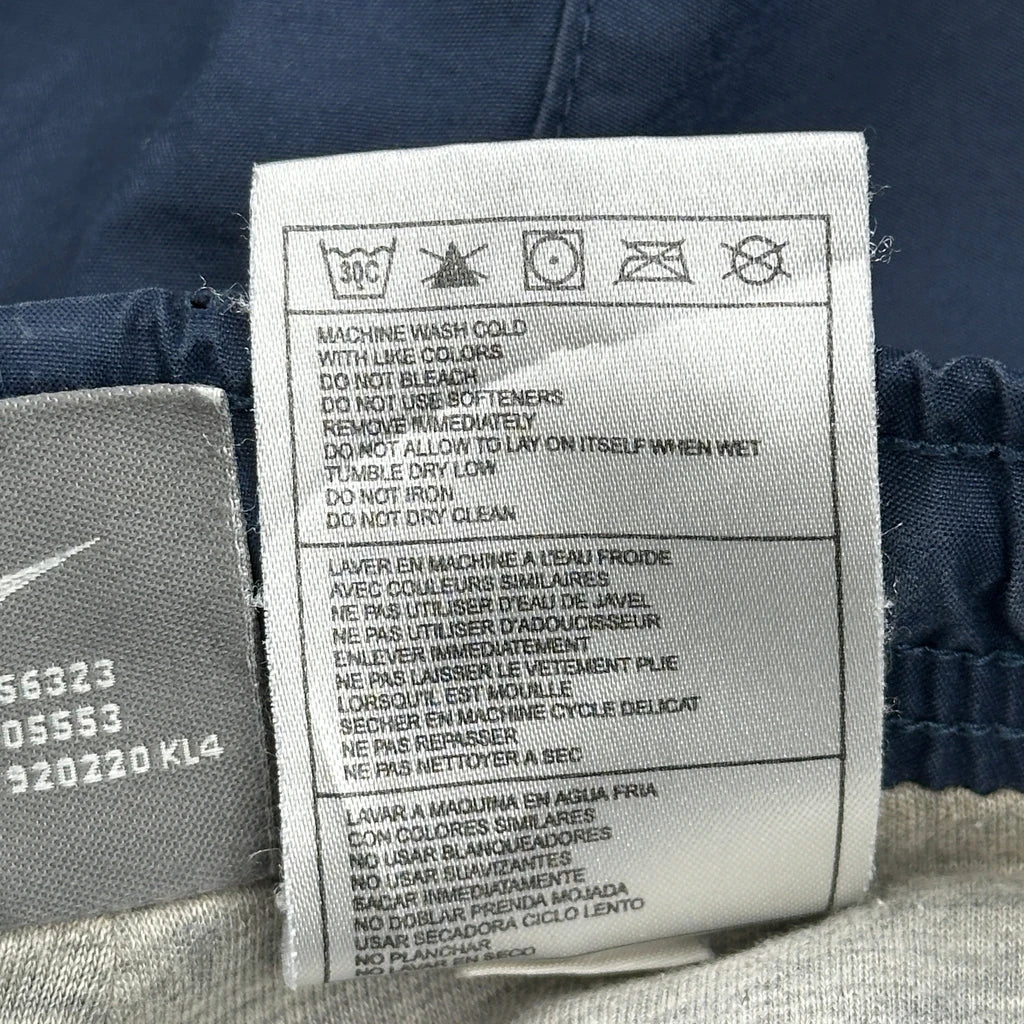 30C
MACHINE WASH COLD
WITH LIKE COLORS
DO NOT BLEACH
DO NOT USE SOFTENERS
REMOVE IMMEDIATELY
DO NOT ALLOW TO LAY ON ITSELF WHEN WET
TUMBLE DRY LOW
DO NOT IRON
DO NOT DRY CLEAN
LAVER EN MACHINE A L'EAU FROIDE
AVEC COULEURS SIMILAIRES
NE PAS UTILISER D'EAU DE JAVEL
NE PAS UTILISER D'ADOUCISSEUR
ENLEVER IMMEDIATEMENT
NE PAS LAISSER LE VETEMENT PLIE
LORSQU'IL EST MOUILLE
SECHER EN MACHINE CYCLE DELICAT
NE PAS REPASSER
NE PAS NETTOYER A SEC
LAVAR A MAQUINA EN AGUA FRIA
CON COLORES SIMILARES
NO USAR BLANQUEADORES
NO USAR SUAVIZANTES
SACAR INMEDIATAMENTE
NO DOBLAR PRENDA MOJADA
USAR SECADORA CICLO LENTO
NO PLANCHAR
NO LAVAR EN SECO
56323
05553
920220 KL4